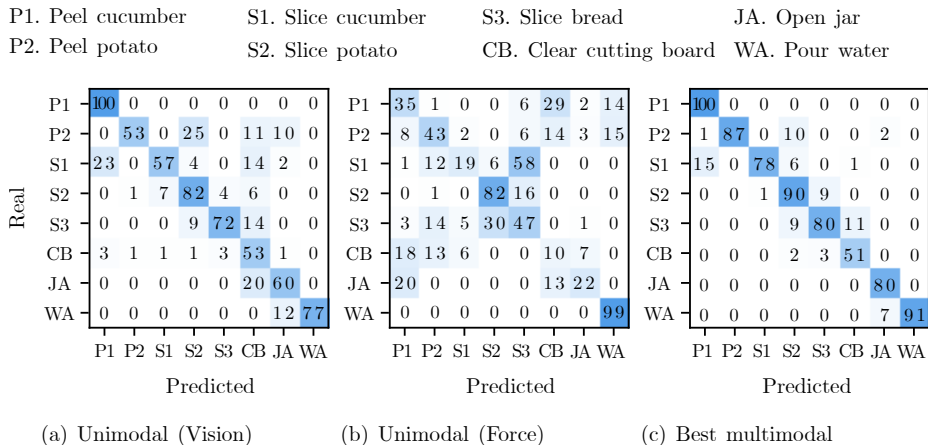 P1. Peel cucumber S1. Slice cucumber S3. Slice bread JA. Open jar
P2. Peel potato S2. Slice potato CB. Clear cutting board WA. Pour water
Real
P1 100 0 0 0 0 0 0 0
P2 0 53 0 25 0 11 10 0
S1 23 0 57 4 0 14 2 0
S2 0 1 7 82 4 6 0 0
S3 0 0 0 9 72 14 0 0
CB 3 1 1 1 3 53 1 0
JA 0 0 0 0 0 20 60 0
WA 0 0 0 0 0 0 12 77
P1 P2 S1 S2 S3 CB JA WA
Predicted
(a) Unimodal (Vision)
P1 35 1 0 0 6 29 2 14
P2 8 43 2 0 6 14 3 15
S1 1 12 19 6 58 0 0 0
S2 0 1 0 82 16 0 0 0
S3 3 14 5 30 47 0 1 0
CB 18 13 6 0 0 10 7 0
JA 20 0 0 0 0 13 22 0
WA 0 0 0 0 0 0 0 99
P1 P2 S1 S2 S3 CB JA WA
Predicted
(b) Unimodal (Force)
P1 100 0 0 0 0 0 0 0
P2 1 87 0 10 0 0 2 0
S1 15 0 78 6 0 1 0 0
S2 0 0 1 90 9 0 0 0
S3 0 0 0 9 80 11 0 0
CB 0 0 0 2 3 51 0 0
JA 0 0 0 0 0 0 80 0
WA 0 0 0 0 0 0 7 91
P1 P2 S1 S2 S3 CB JA WA
Predicted
(c) Best multimodal